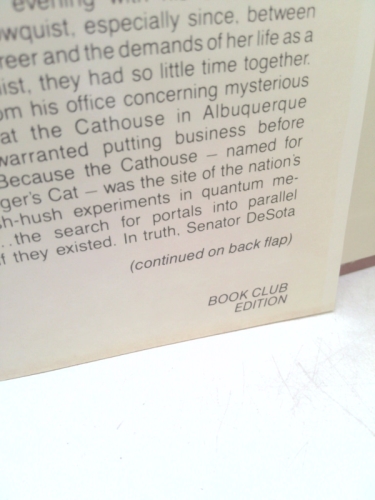 evening with
wquist, especially since, between
reer and the demands of her life as a
ist, they had so little time together.
om his office concerning mysterious
at the Cathouse in Albuquerque
warranted putting business before
Because the Cathouse — named for
ger's Cat — was the site of the nation's
sh-hush experiments in quantum me-
...the search for portals into parallel
f they existed. In truth, Senator DeSota
(continued on back flap)
BOOK CLUB
EDITION